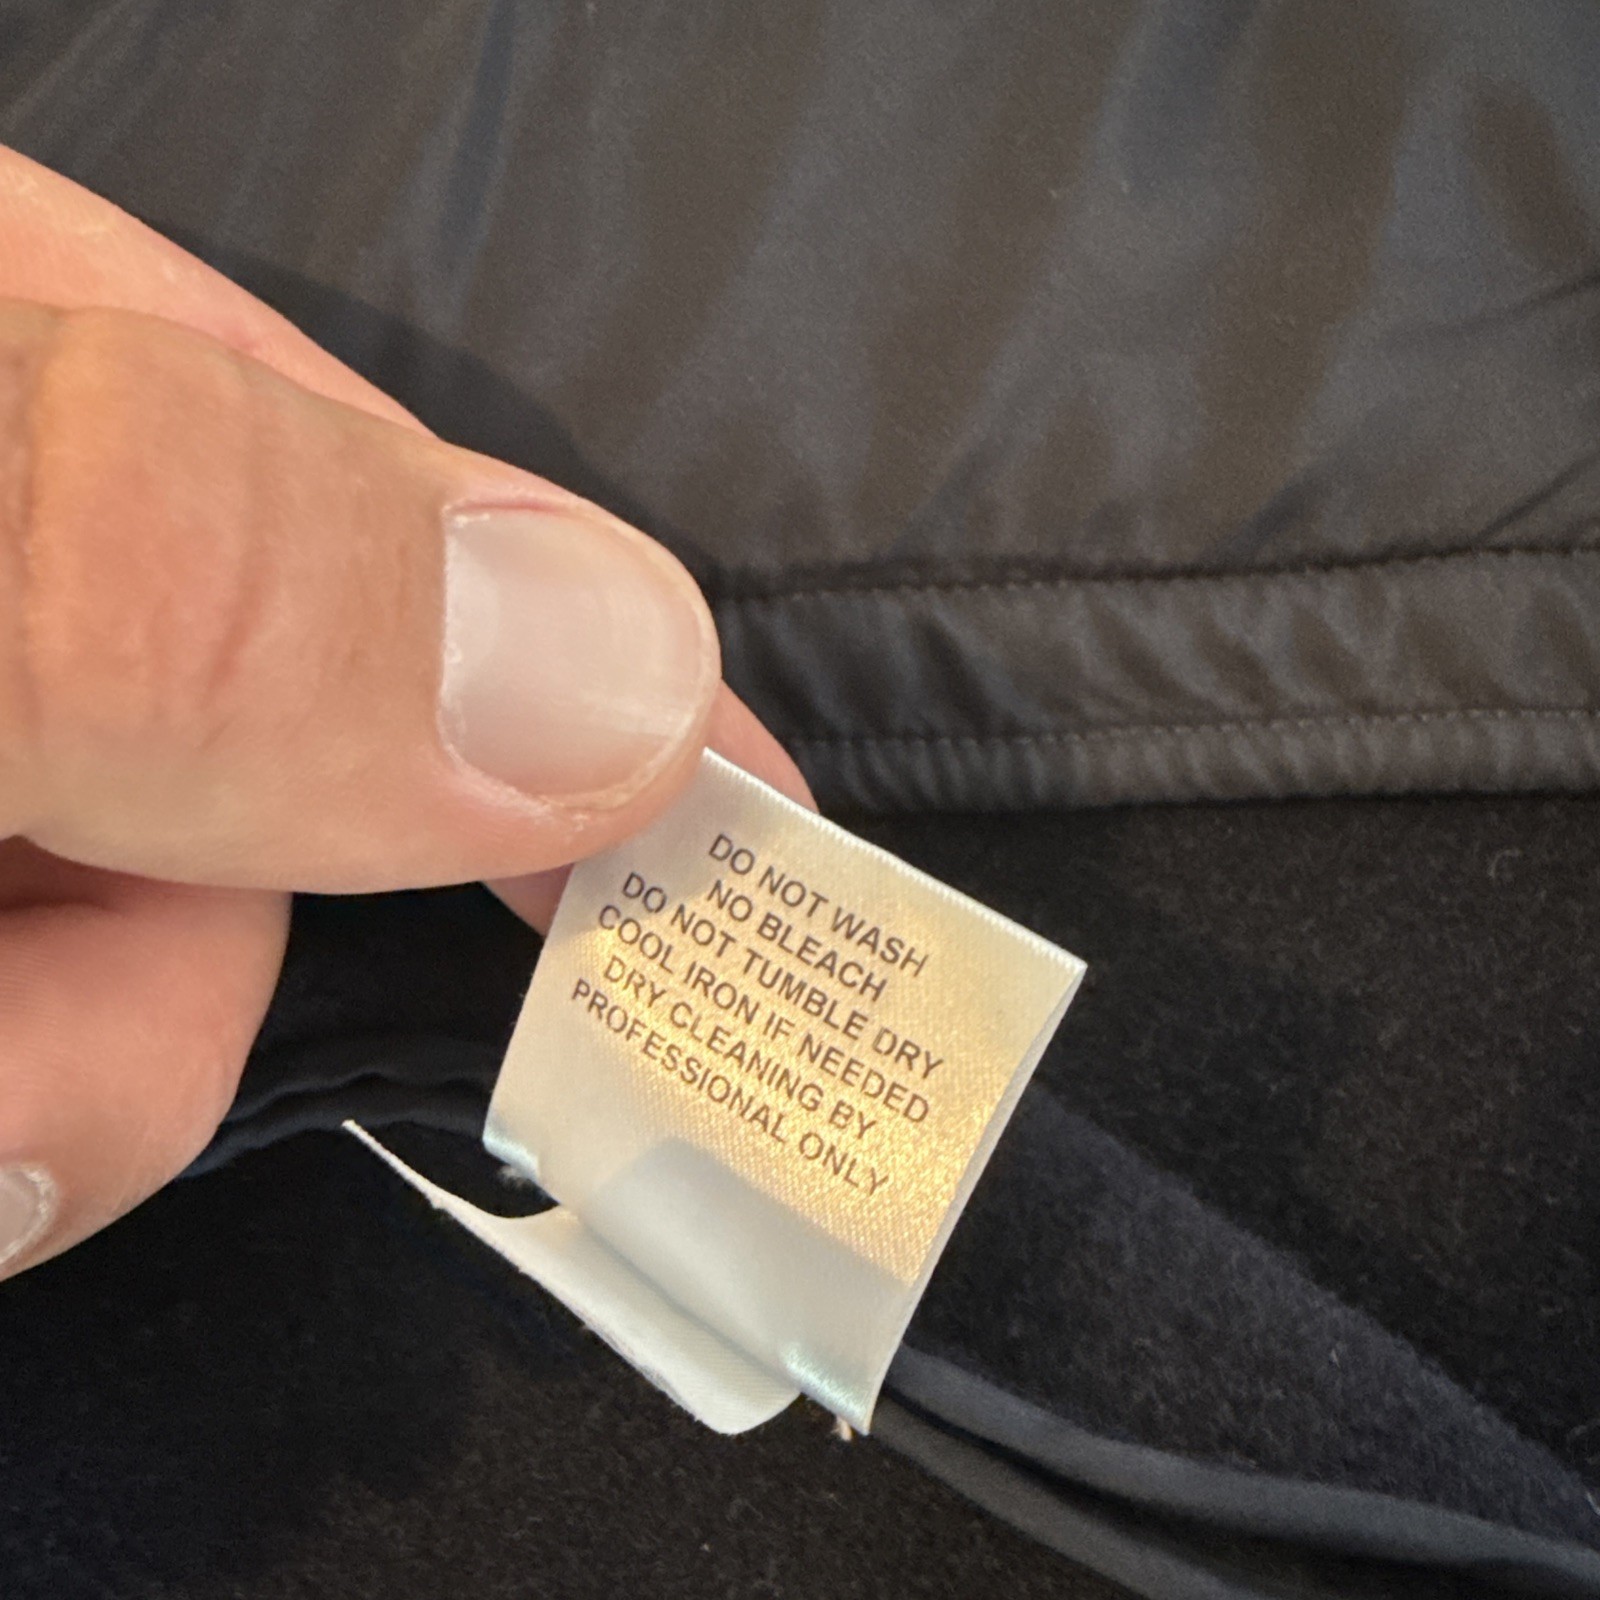 DO NOT WASH
NO BLEACH
DO NOT TUMBLE DRY
COOL IRON IF NEEDED
DRY CLEANING BY
PROFESSIONAL ONLY